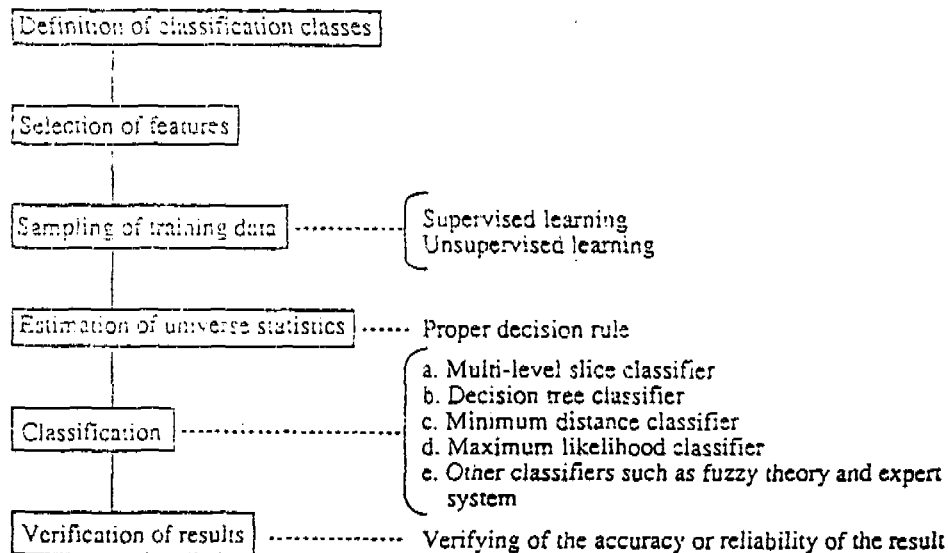 Definition of classification classes
Selection of features
Sampling of training data
Supervised learning
Unsupervised learning
Estimation of universe statistics
Proper decision rule
Classification
a. Multi-level slice classifier
b. Decision tree classifier
c. Minimum distance classifier
d. Maximum likelihood classifier
e. Other classifiers such as fuzzy theory and expert
system
Verification of results
Verifying of the accuracy or reliability of the result